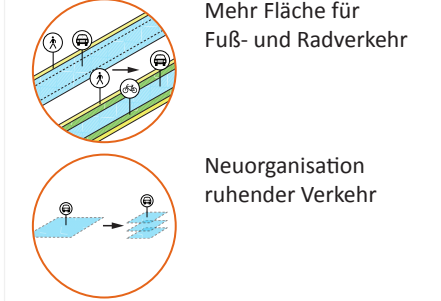 Mehr Fläche für
Fuß- und Radverkehr
Neuorganisation
ruhender Verkehr